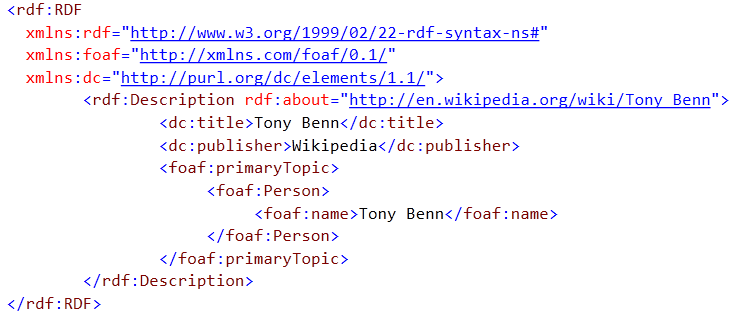 <rdf:RDF
  xmlns:rdf="http://www.w3.org/1999/02/22-rdf-syntax-ns#"
  xmlns:foaf="http://xmlns.com/foaf/0.1/"
  xmlns:dc="http://purl.org/dc/elements/1.1/">
        <rdf:Description rdf:about="http://en.wikipedia.org/wiki/Tony_Benn">
                <dc:title>Tony Benn</dc:title>
                <dc:publisher>Wikipedia</dc:publisher>
                <foaf:primaryTopic>
                     <foaf:Person>
                          <foaf:name>Tony Benn</foaf:name>
                     </foaf:Person>
                </foaf:primaryTopic>
        </rdf:Description>
</rdf:RDF>